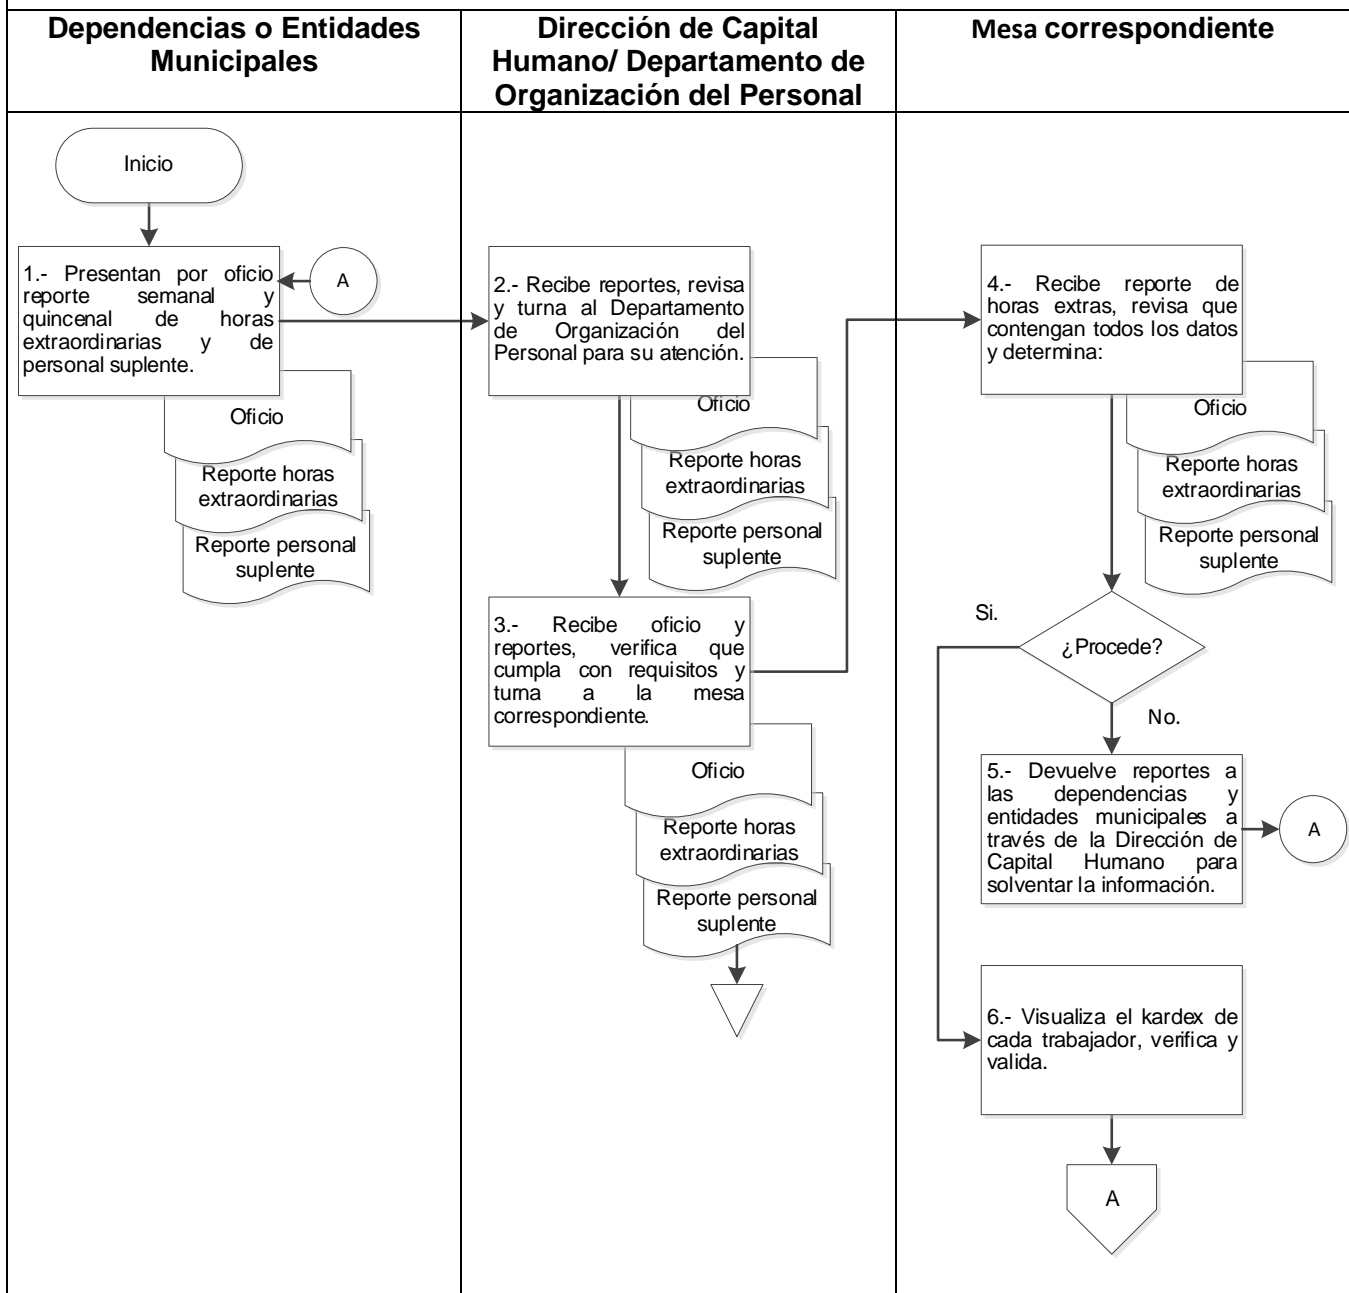 Dependencias o Entidades
Municipales
Dirección de Capital
Humano/ Departamento de
Organización del Personal
Mesa correspondiente
Inicio
1.- Presentan por oficio
reporte semanal y
quincenal de horas
extraordinarias y de
personal suplente.
A
Oficio
Reporte horas
extraordinarias
Reporte personal
suplente
2.- Recibe reportes, revisa
y turna al Departamento
de Organización del
Personal para su atención.
Oficio
Reporte horas
extraordinarias
Reporte personal
suplente
3.- Recibe oficio y
reportes, verifica que
cumpla con requisitos y
turna a la mesa
correspondiente.
Oficio
Reporte horas
extraordinarias
Reporte personal
suplente
4.- Recibe reporte de
horas extras, revisa que
contengan todos los datos
y determina:
Oficio
Reporte horas
extraordinarias
Reporte personal
suplente
Si.
¿Procede?
No.
5.- Devuelve reportes a
las dependencias y
entidades municipales a
través de la Dirección de
Capital Humano para
solventar la información.
A
6.- Visualiza el kardex de
cada trabajador, verifica y
valida.
A